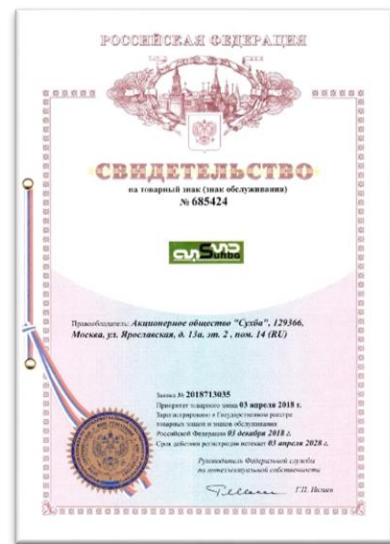 РОССИЙСКАЯ ФЕДЕРАЦИЯ
СВИДЕТЕЛЬСТВО
на товарный знак (знак обслуживания)
№ 685424
Suhba
Правообладатель: Акционерное общество "Сухба", 129366,
Москва, ул. Ярославская, д. 13а, эт. 2 , пом. 14 (RU)
Заявка № 2018713035
Приоритет товарного знака 03 апреля 2018 г.
Зарегистрировано в Государственном реестре
товарных знаков и знаков обслуживания
Российской Федерации 03 декабря 2018 г.
Срок действия регистрации истекает 03 апреля 2028 г.
Руководитель Федеральной службы
по интеллектуальной собственности
Г.П. Ивлиев